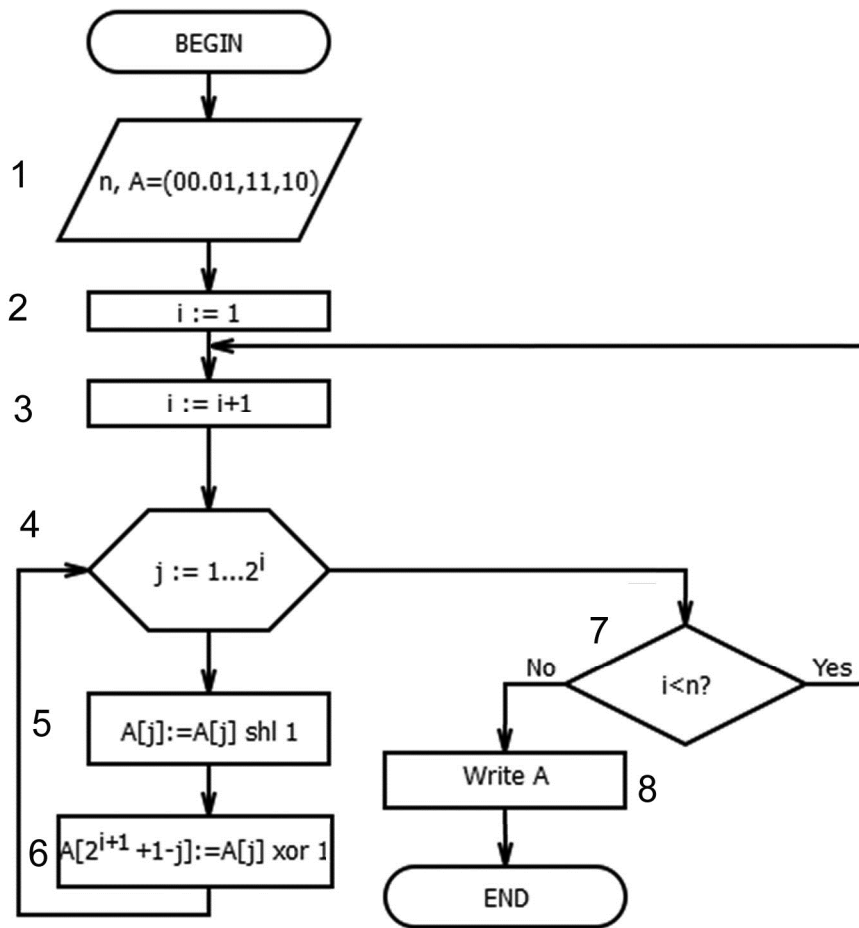 BEGIN
1
n, A=(00.01,11,10)
2
i := 1
3
i := i+1
4
j := 1...2^i
7
No
i<n?
Yes
5
A[j]:=A[j] shl 1
Write A
8
6
A[2^{i+1} +1-j]:=A[j] xor 1
END